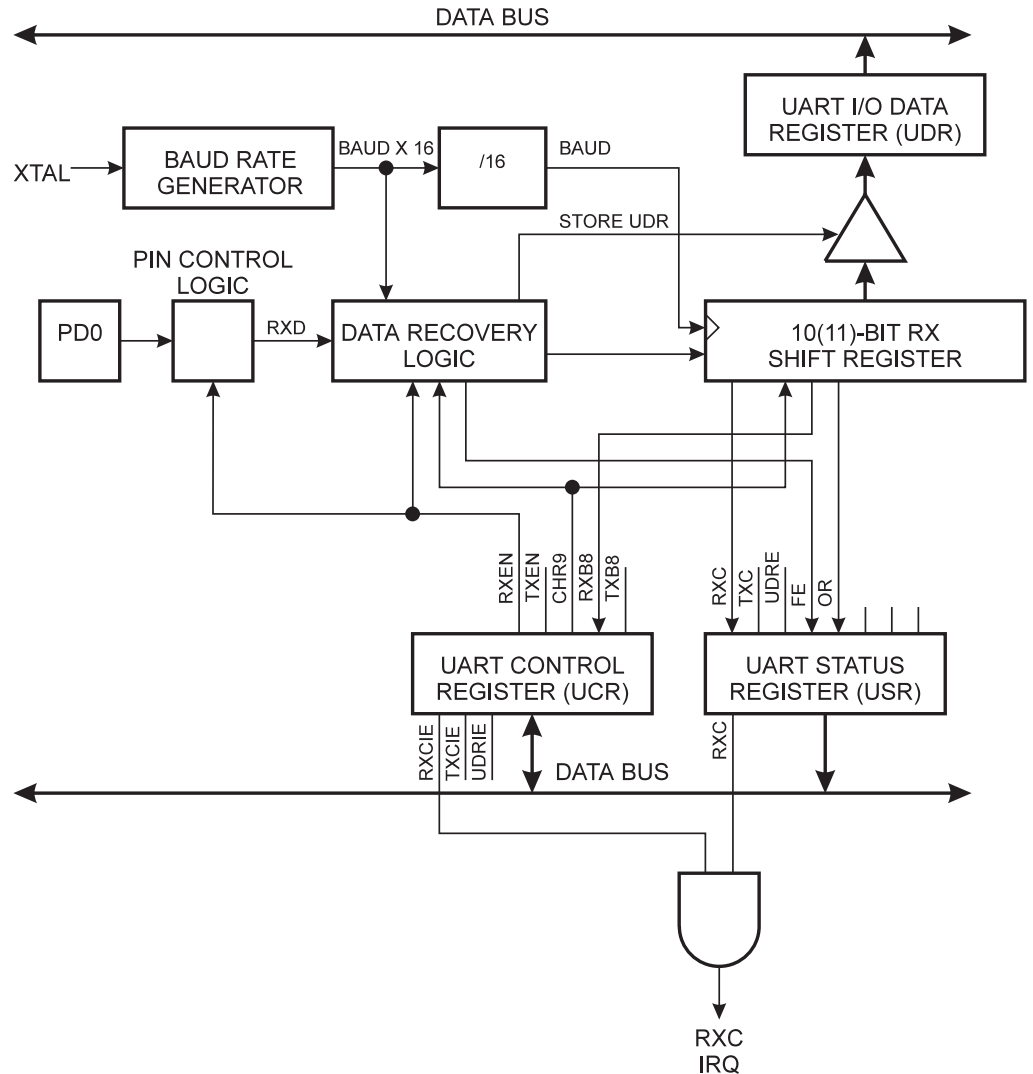 DATA BUS
UART I/O DATA
REGISTER (UDR)
XTAL
BAUD RATE
GENERATOR
BAUD X 16
/16
BAUD
STORE UDR
PIN CONTROL
LOGIC
PD0
RXD
DATA RECOVERY
LOGIC
10(11)-BIT RX
SHIFT REGISTER
RXEN
TXEN
CHR9
RXB8
TXB8
RXC
TXC
UDRE
FE
OR
UART CONTROL
REGISTER (UCR)
UART STATUS
REGISTER (USR)
RXCIE
TXCIE
UDRIE
RXC
DATA BUS
RXC
IRQ